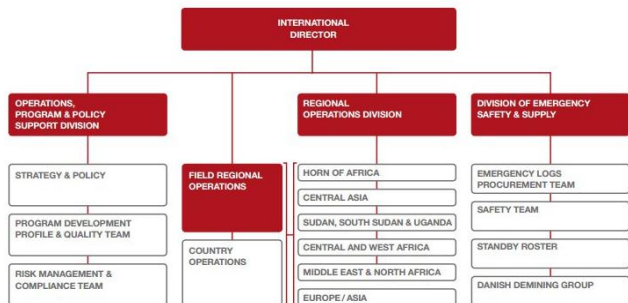 INTERNATIONAL
DIRECTOR
OPERATIONS,
PROGRAM & POLICY
SUPPORT DIVISION
REGIONAL
OPERATIONS DIVISION
DIVISION OF EMERGENCY
SAFETY & SUPPLY
STRATEGY & POLICY
PROGRAM DEVELOPMENT
PROFILE & QUALITY TEAM
RISK MANAGEMENT &
COMPLIANCE TEAM
FIELD REGIONAL
OPERATIONS
COUNTRY
OPERATIONS
HORN OF AFRICA
CENTRAL ASIA
SUDAN, SOUTH SUDAN & UGANDA
CENTRAL AND WEST AFRICA
MIDDLE EAST & NORTH AFRICA
EUROPE / ASIA
EMERGENCY LOGS
PROCUREMENT TEAM
SAFETY TEAM
STANDBY ROSTER
DANISH DEMINING GROUP